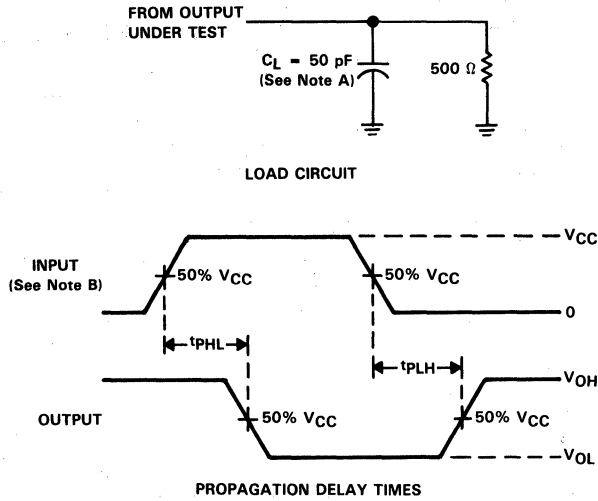 FROM OUTPUT
UNDER TEST
C_L = 50 pF
(See Note A)
500 Ω
LOAD CIRCUIT
INPUT
(See Note B)
50% V_CC
50% V_CC
V_CC
0
t_PHL
t_PLH
OUTPUT
50% V_CC
50% V_CC
V_OH
V_OL
PROPAGATION DELAY TIMES